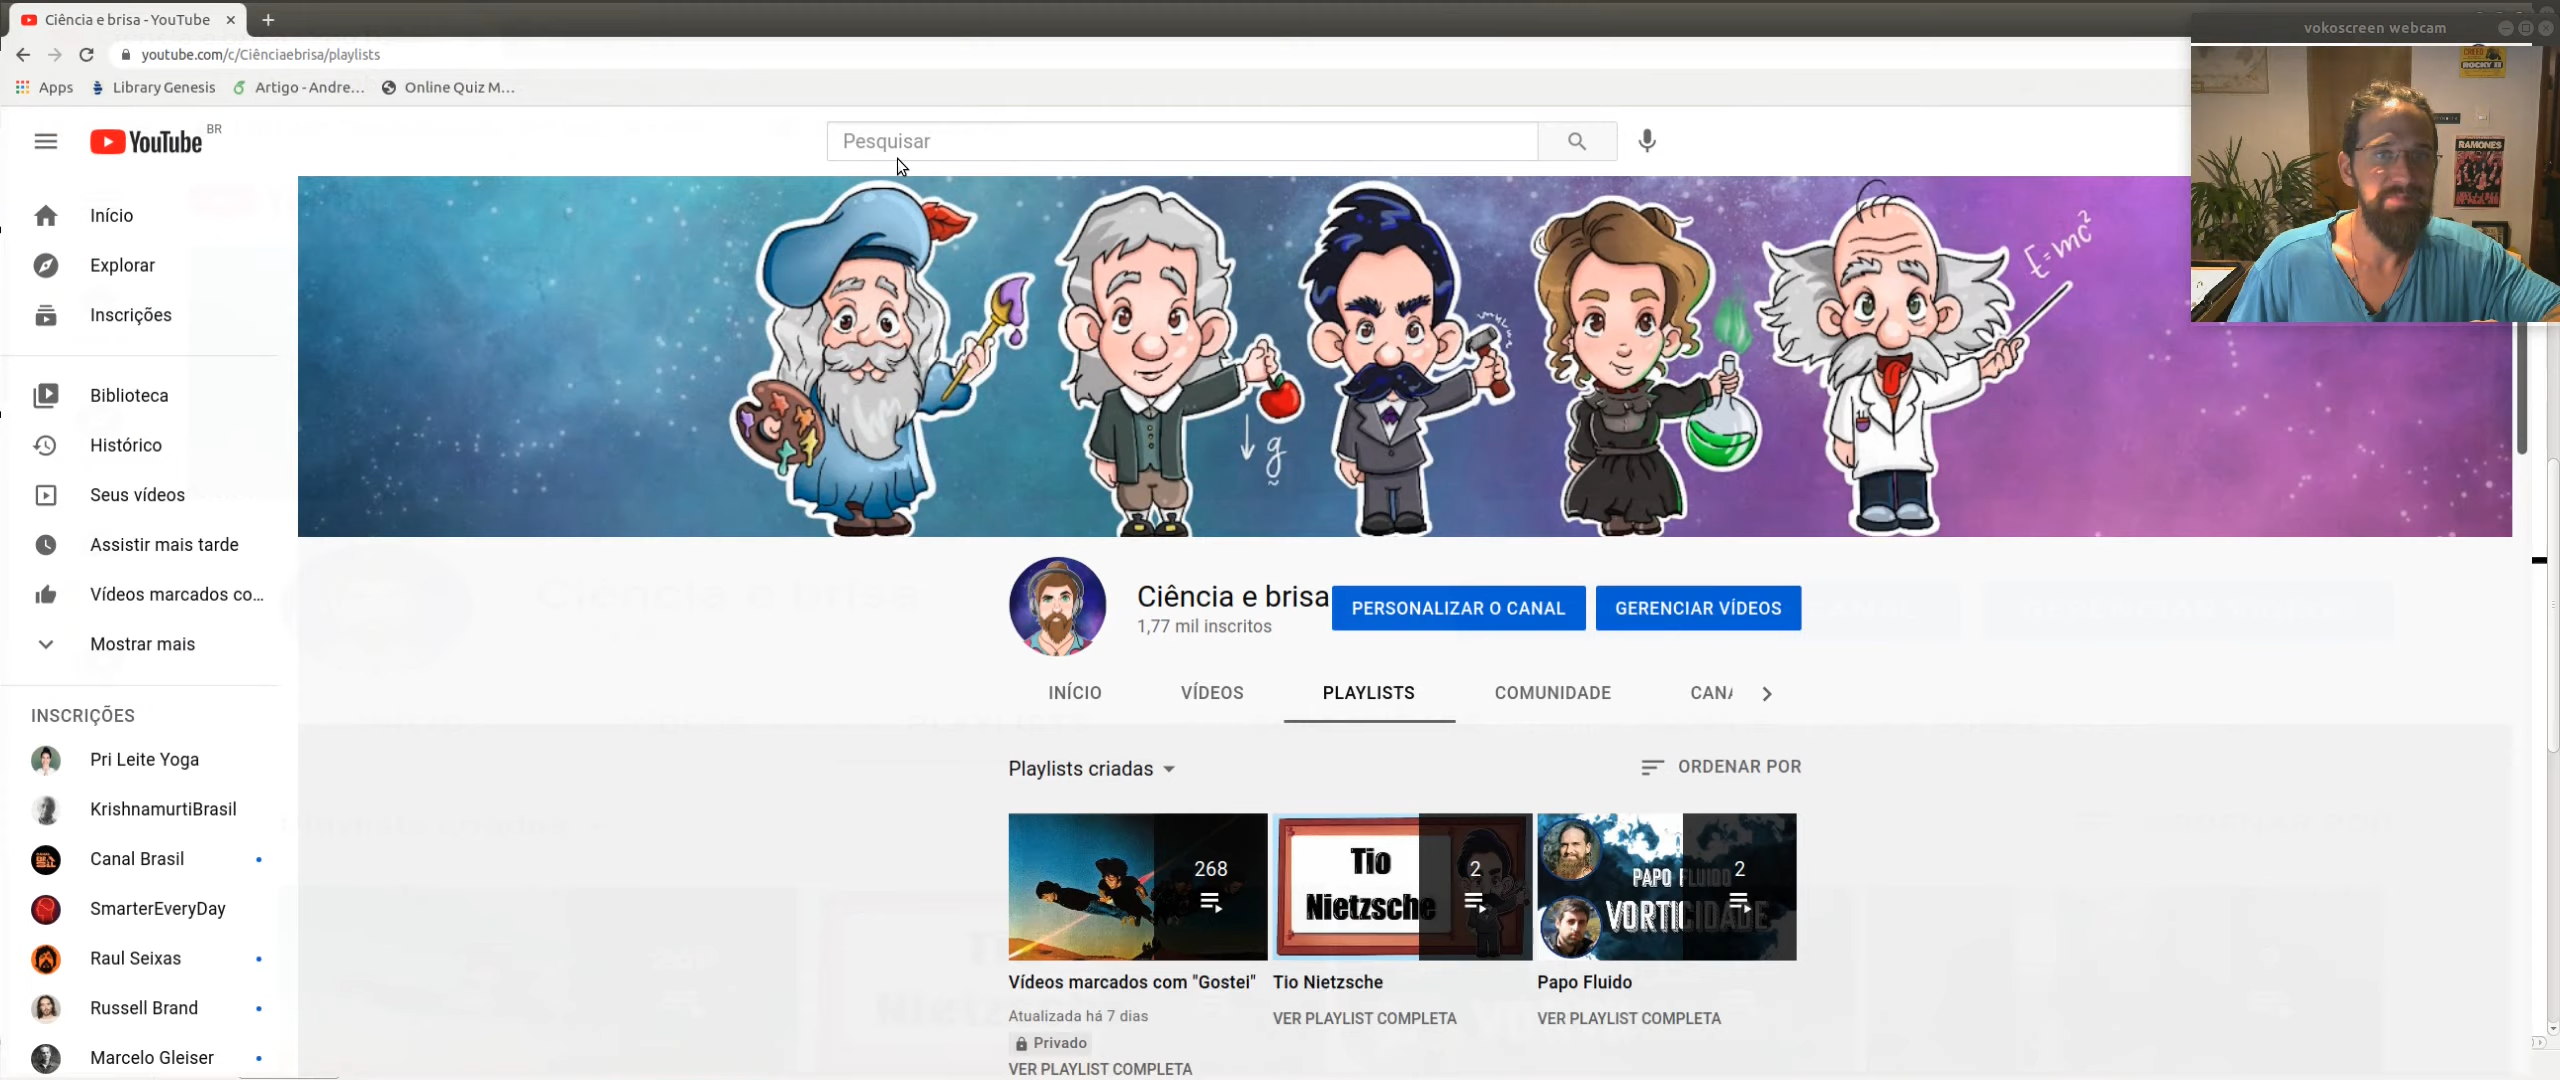 Ciência e brisa - YouTube
vokoscreen webcam
youtube.com/c/Ciênciaebrisa/playlists
Apps
Library Genesis
Artigo - Andre...
Online Quiz M...
YouTube BR
Pesquisar
CREED
ROCKY II
RAMONES
Início
Explorar
Inscrições
Biblioteca
Histórico
Seus vídeos
Assistir mais tarde
Vídeos marcados co...
Mostrar mais
INSCRIÇÕES
Pri Leite Yoga
KrishnamurtiBrasil
Canal Brasil
SmarterEveryDay
Raul Seixas
Russell Brand
Marcelo Gleiser
g
E=mc²
Ciência e brisa
1,77 mil inscritos
PERSONALIZAR O CANAL
GERENCIAR VÍDEOS
INÍCIO
VÍDEOS
PLAYLISTS
COMUNIDADE
CANA
Playlists criadas
ORDENAR POR
268
Tio
Nietzsche
2
PAPO FLUIDO
VORTICIDADE
2
Vídeos marcados com "Gostei"
Atualizada há 7 dias
Privado
VER PLAYLIST COMPLETA
Tio Nietzsche
VER PLAYLIST COMPLETA
Papo Fluido
VER PLAYLIST COMPLETA